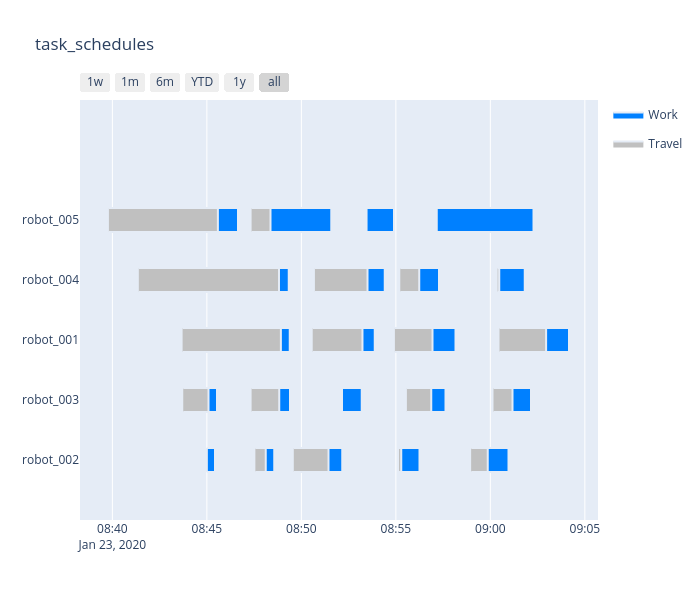 task_schedules
1w 1m 6m YTD 1y all
Work
Travel
robot_005
robot_004
robot_001
robot_003
robot_002
08:40 08:45 08:50 08:55 09:00 09:05
Jan 23, 2020